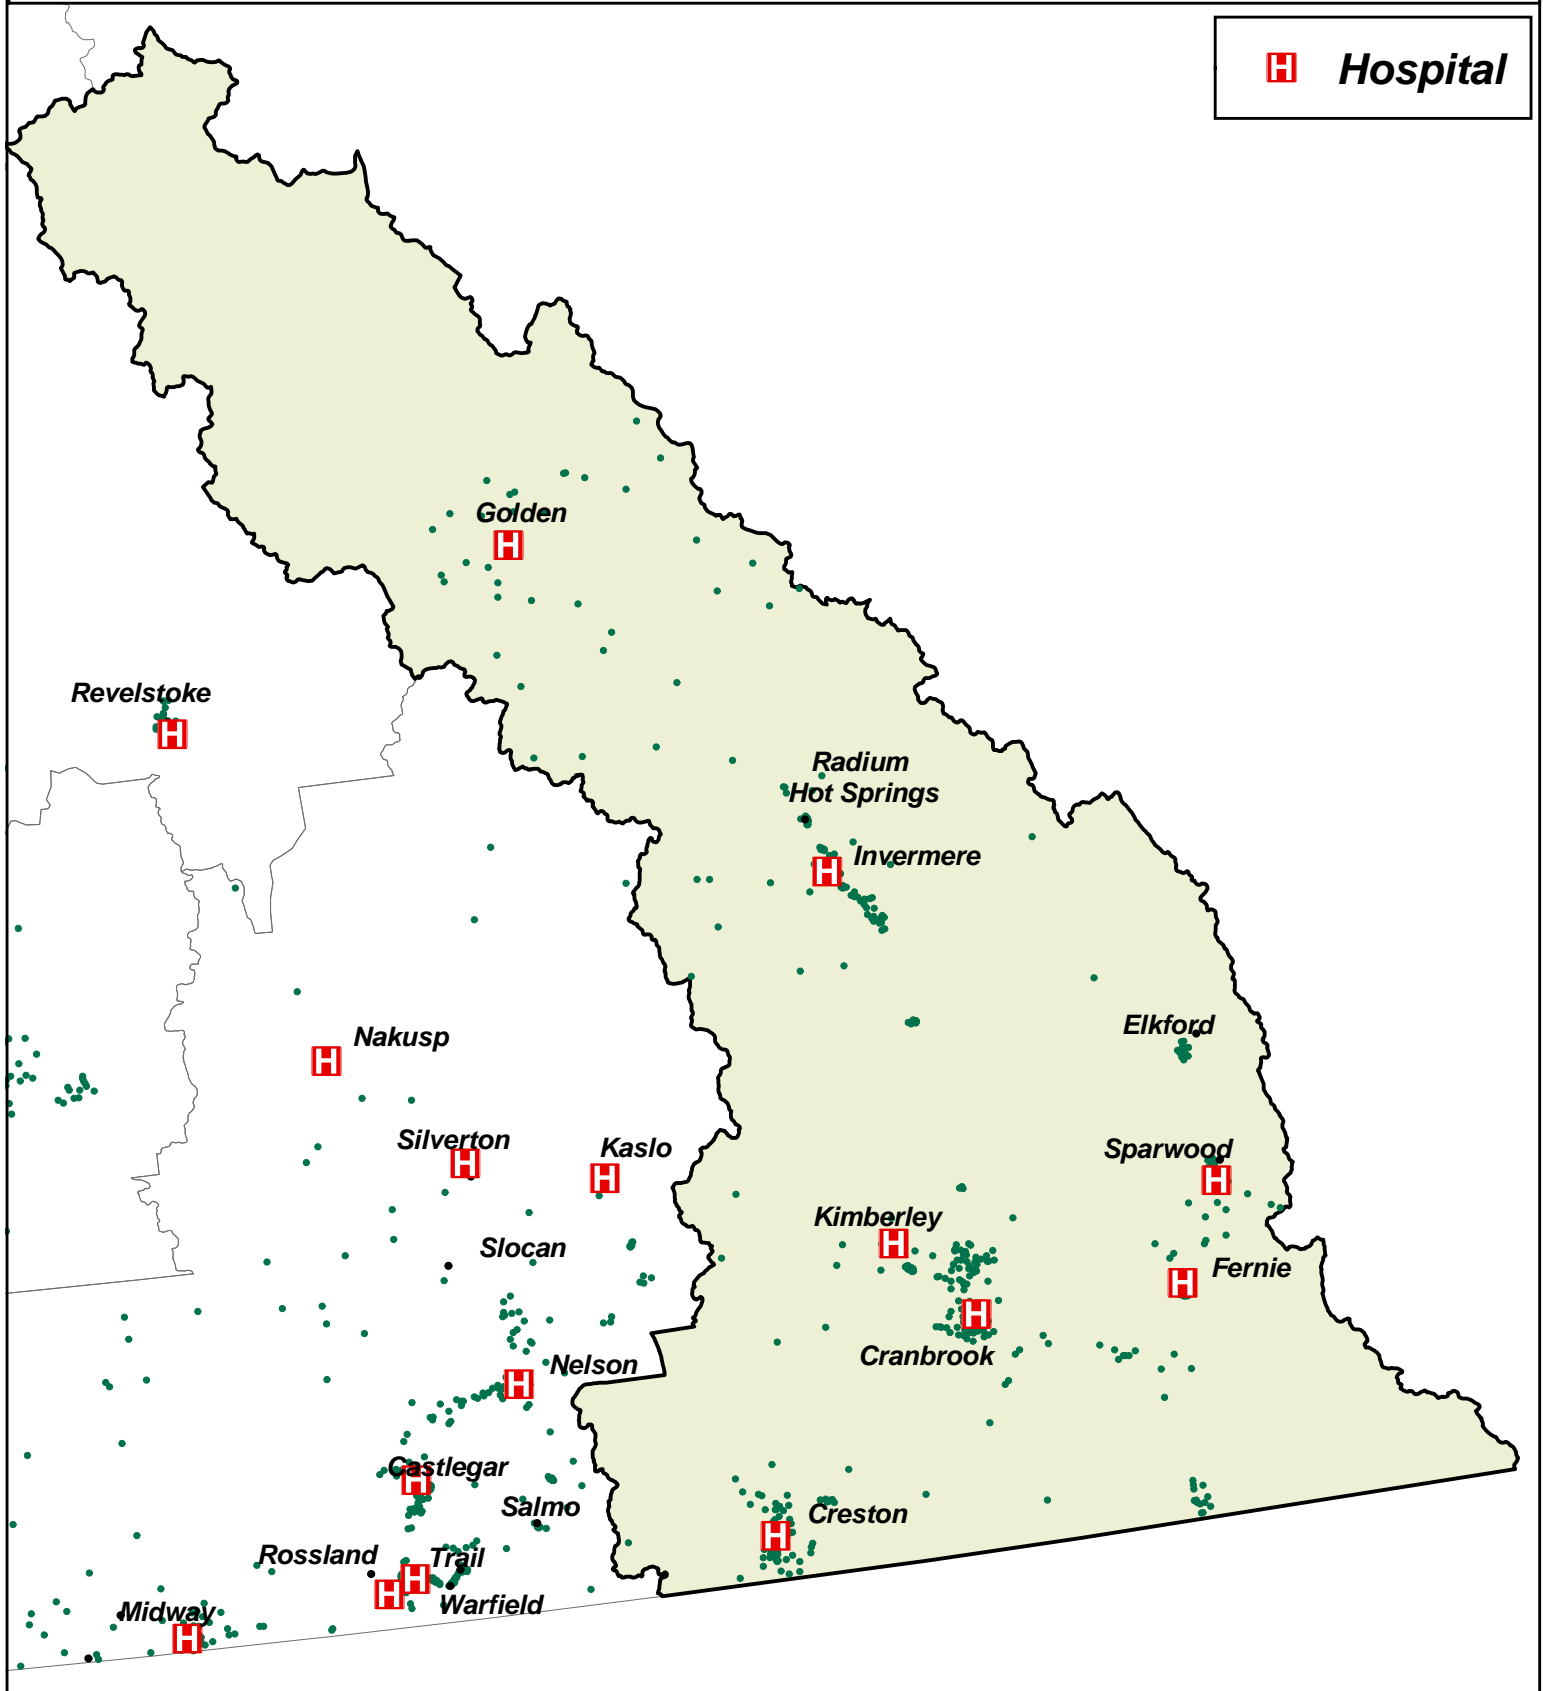 H Hospital
Golden
H
Revelstoke
H
Radium
Hot Springs
Invermere
H
Elkford
Nakusp
H
Silverton
H
Kaslo
H
Sparwood
H
Kimberley
H
Slocan
Fernie
H
H
Cranbrook
Nelson
H
Castlegar
H
Salmo
Creston
H
Rossland
Trail
H
H
Warfield
Midway
H